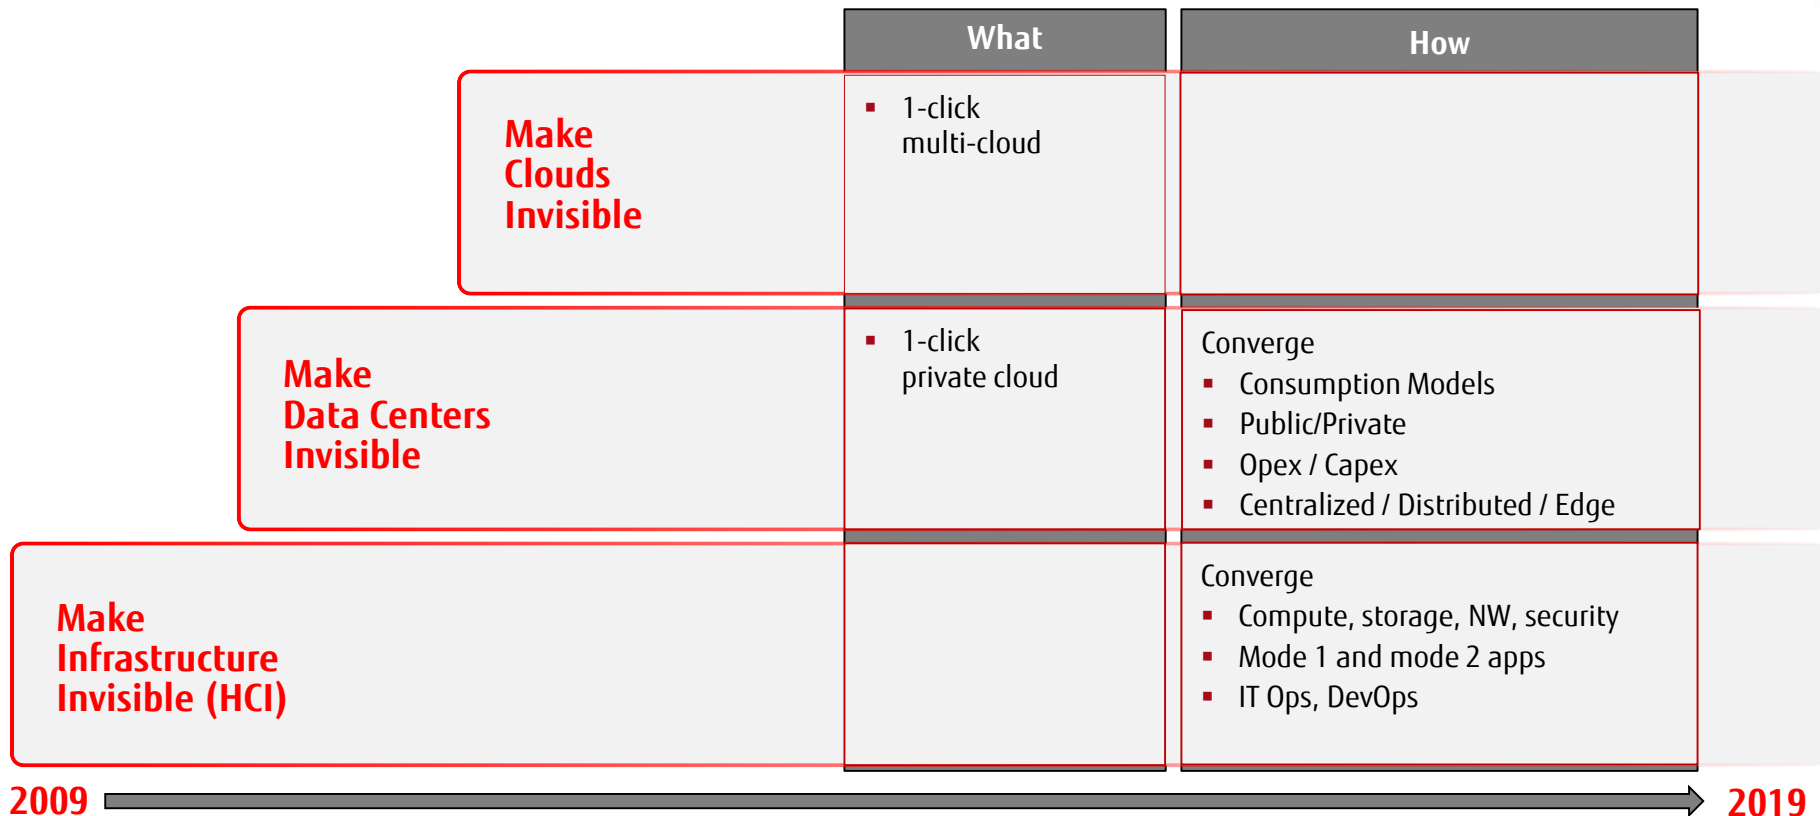 What
How
Make
Clouds
Invisible
▪ 1-click
multi-cloud
Make
Data Centers
Invisible
▪ 1-click
private cloud
Converge
▪ Consumption Models
▪ Public/Private
▪ Opex / Capex
▪ Centralized / Distributed / Edge
Make
Infrastructure
Invisible (HCI)
Converge
▪ Compute, storage, NW, security
▪ Mode 1 and mode 2 apps
▪ IT Ops, DevOps
2009
2019